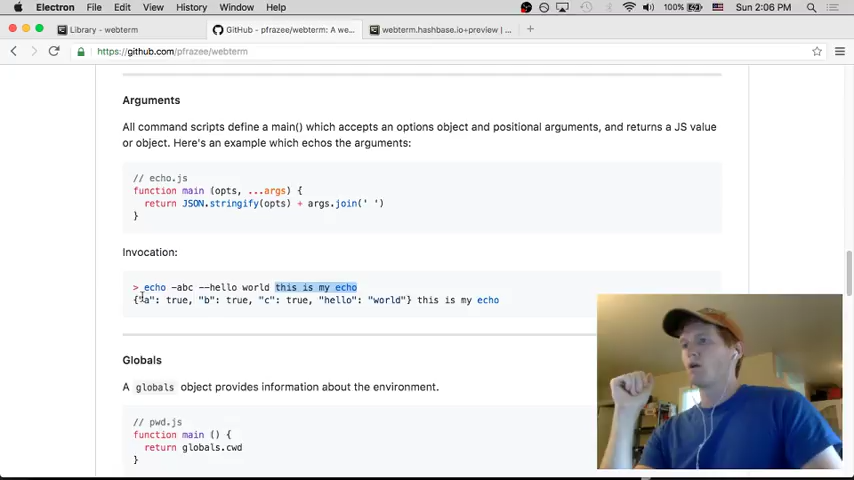 Electron File Edit View History Window Help 100% Sun 2:06 PM
Library - webterm GitHub - pfrazee/webterm: A we... webterm.hashbase.io+preview | ...
https://github.com/pfrazee/webterm
Arguments
All command scripts define a main() which accepts an options object and positional arguments, and returns a JS value
or object. Here's an example which echos the arguments:
// echo.js
function main (opts, ...args) {
return JSON.stringify(opts) + args.join(' ')
}
Invocation:
> echo -abc --hello world this is my echo
{"a": true, "b": true, "c": true, "hello": "world"} this is my echo
Globals
A globals object provides information about the environment.
// pwd.js
function main () {
return globals.cwd
}